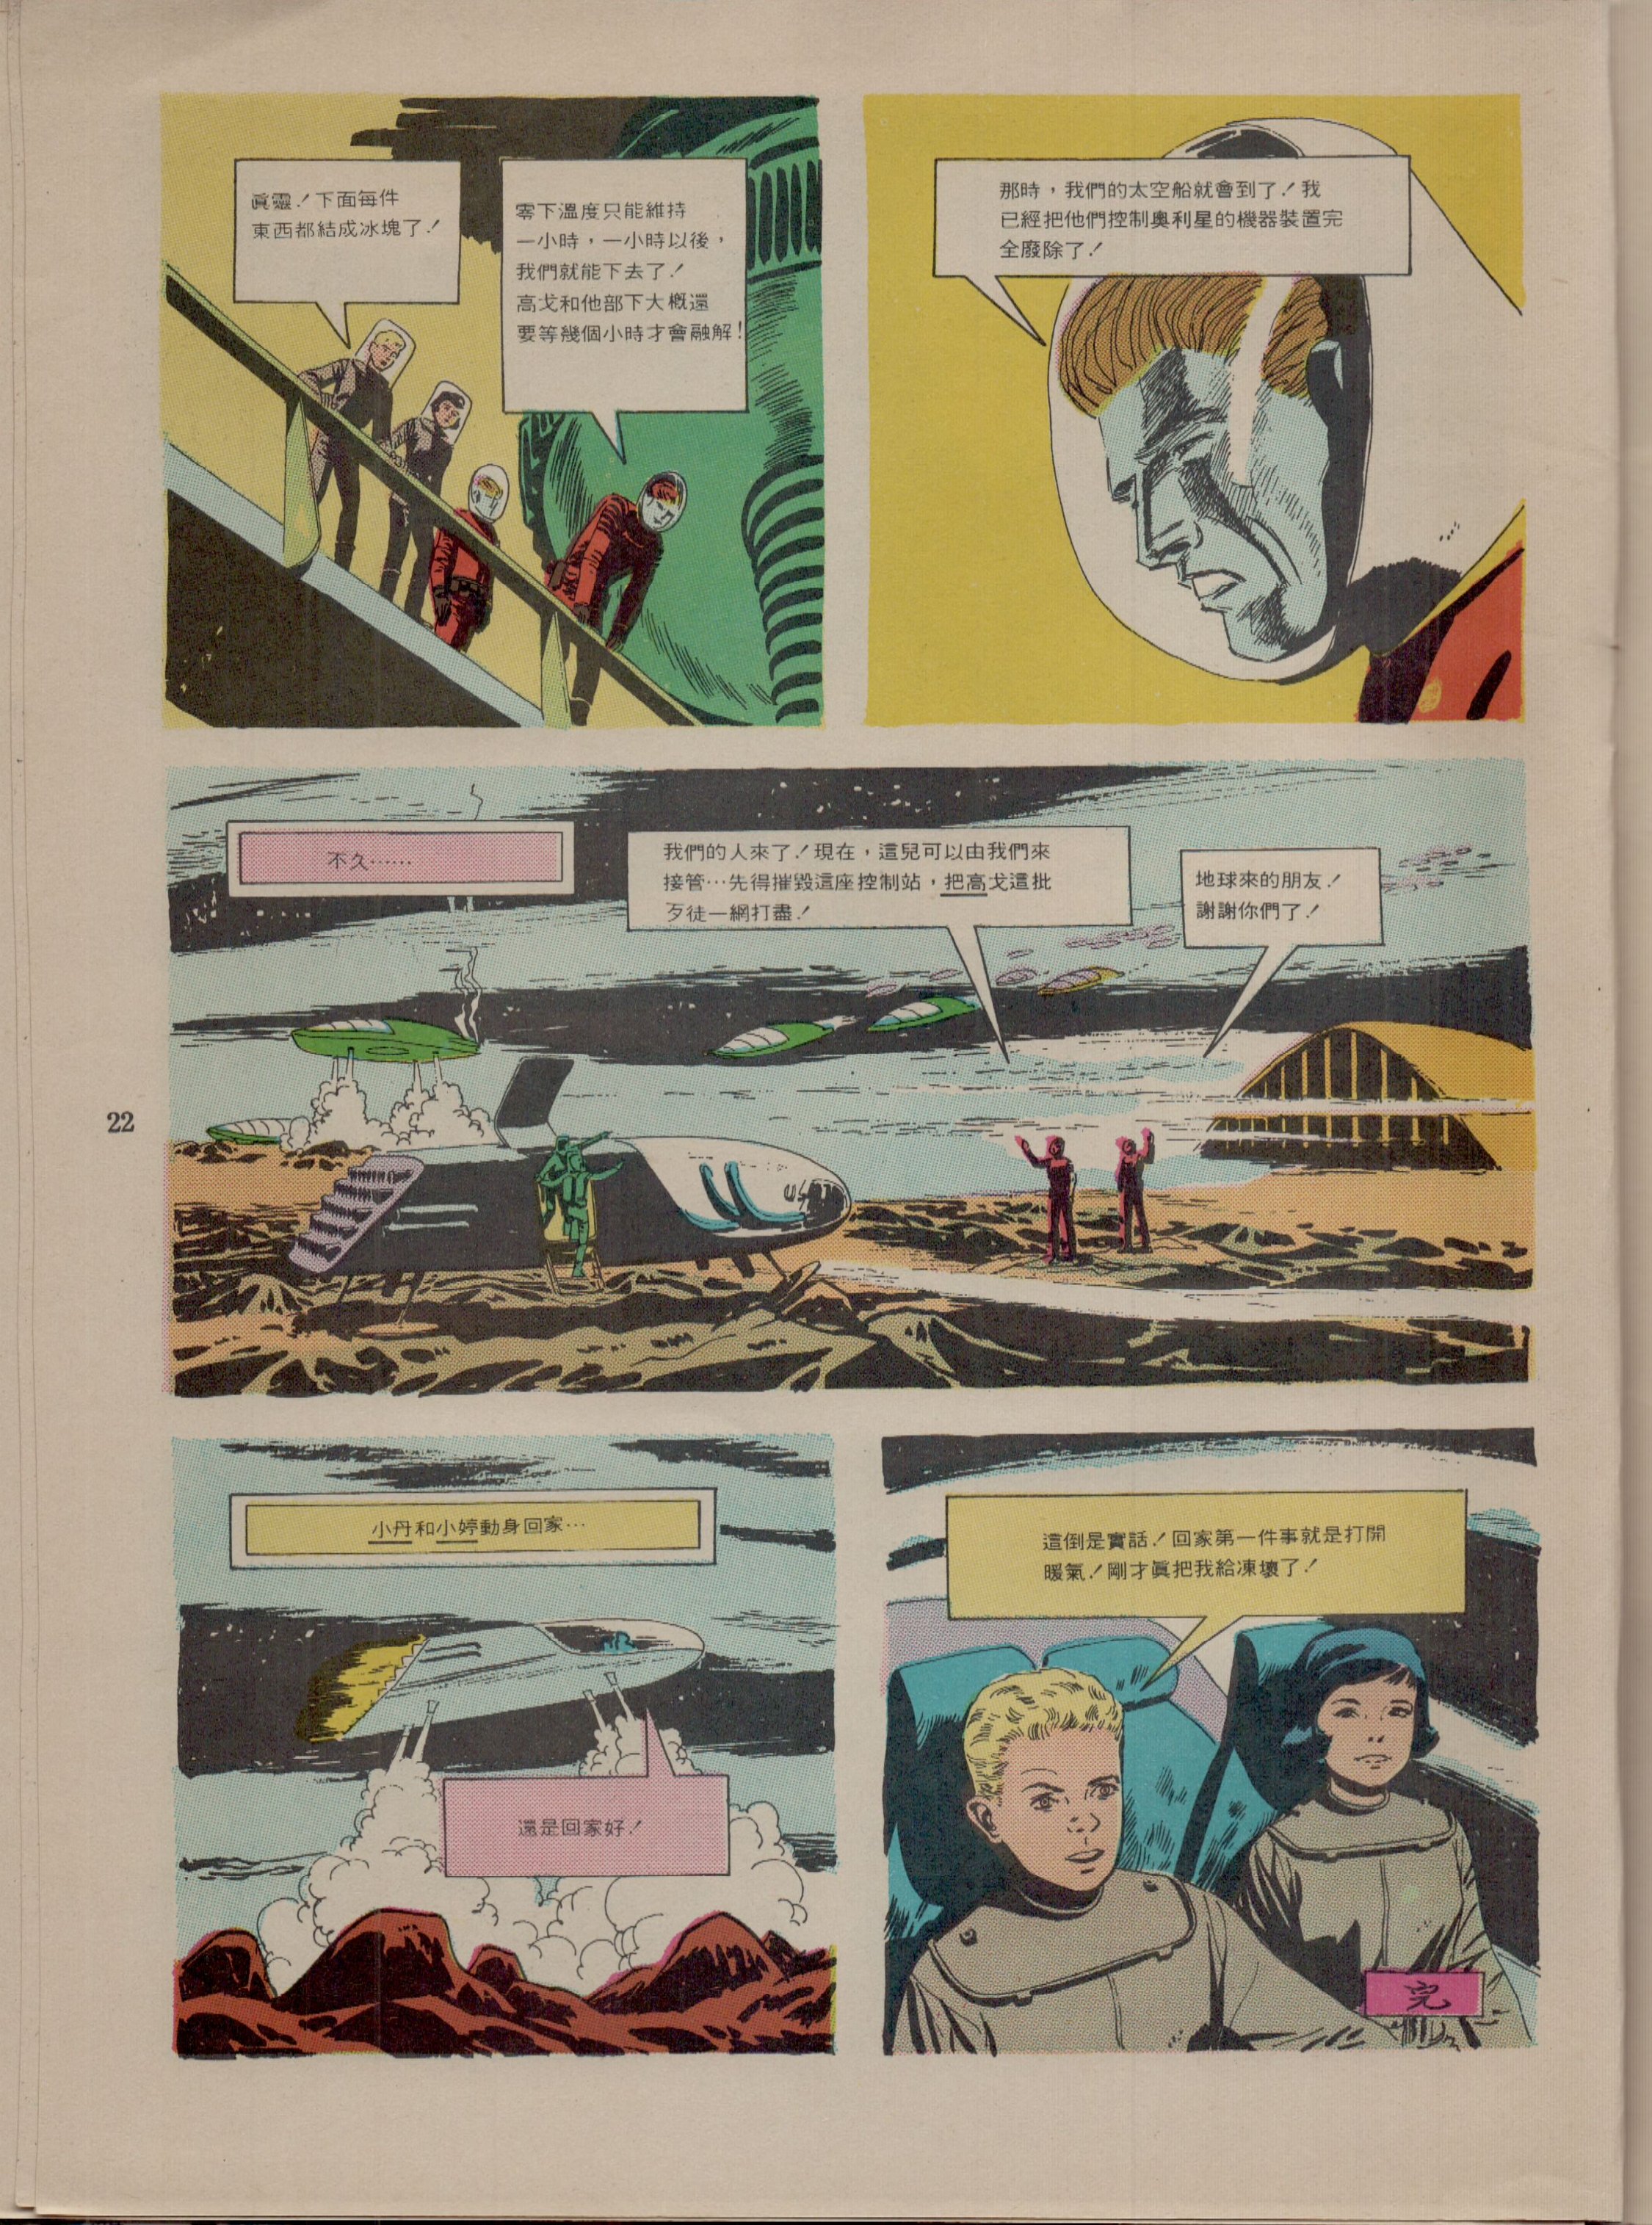 眞靈！下面每件
東西都結成冰塊了！
零下溫度只能維持
一小時，一小時以後，
我們就能下去了！
高戈和他部下大概還
要等幾個小時才會融解！
那時，我們的太空船就會到了！我
已經把他們控制奧利星的機器裝置完
全廢除了！
不久……
我們的人來了！現在，這兒可以由我們來
接管…先得摧毀這座控制站，把高戈這批
歹徒一網打盡！
地球來的朋友！
謝謝你們了！
22
小丹和小婷動身回家…
還是回家好！
這倒是實話！回家第一件事就是打開
暖氣！剛才眞把我給凍壞了！
完